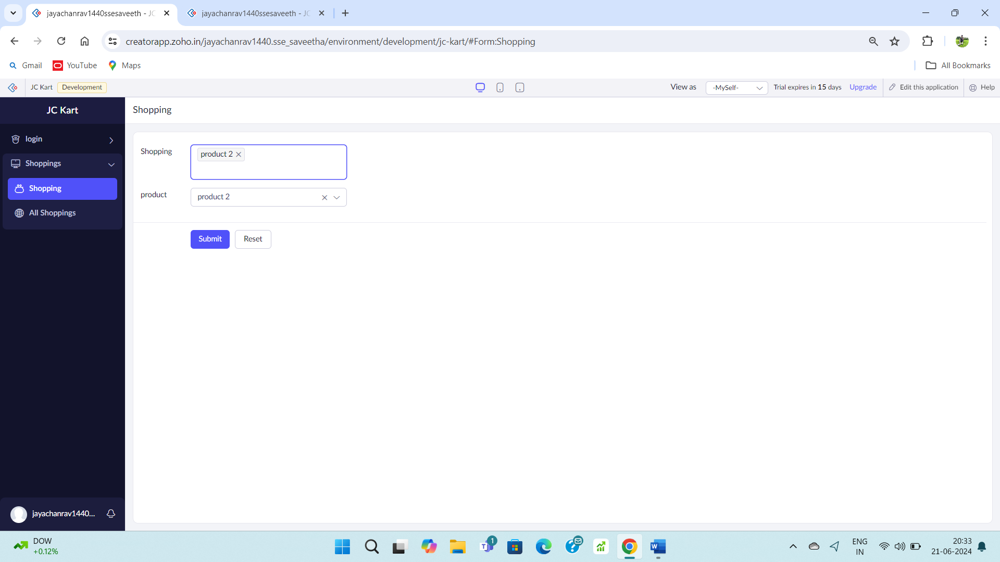 jayachanrav1440ssesaveeth - JC
jayachanrav1440ssesaveeth - JC
creatorapp.zoho.in/jayachanrav1440.sse_saveetha/environment/development/jc-kart/#Form:Shopping
Gmail
YouTube
Maps
All Bookmarks
JC Kart
Development
View as
-MySelf-
Trial expires in 15 days
Upgrade
Edit this application
Help
JC Kart
Shopping
login
Shoppings
Shopping
All Shoppings
Shopping
product 2
product
product 2
Submit
Reset
jayachanrav1440...
DOW
+0.12%
1
ENG
IN
20:33
21-06-2024